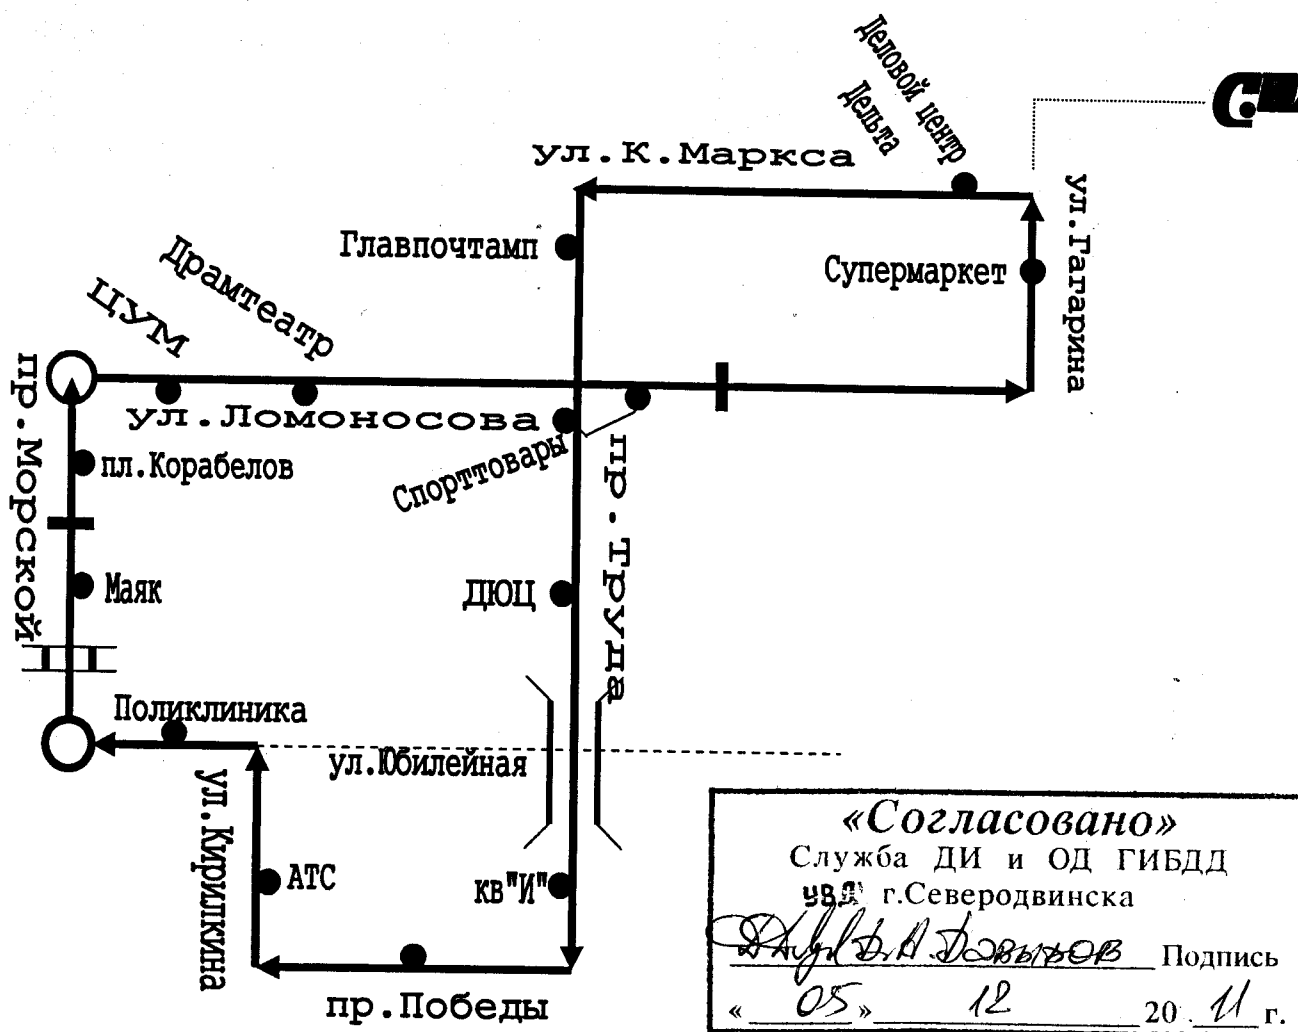 Деловой центр
Дельта
ул.К.Маркса
ул.Гагарина
Главпочтамп
Супермаркет
Драмтеатр
ЦУМ
пр.Морской
ул.Ломоносова
Спорттовары
пр.Труда
пл.Корабелов
Маяк
ДЮЦ
Поликлиника
ул.Юбилейная
ул.Кирилкина
АТС
кв"И"
пр.Победы
«Согласовано»
Служба ДИ и ОД ГИБДД
УВД г.Северодвинска
Д.А.Давыдов Подпись
« 05 » 12 20 11 г.